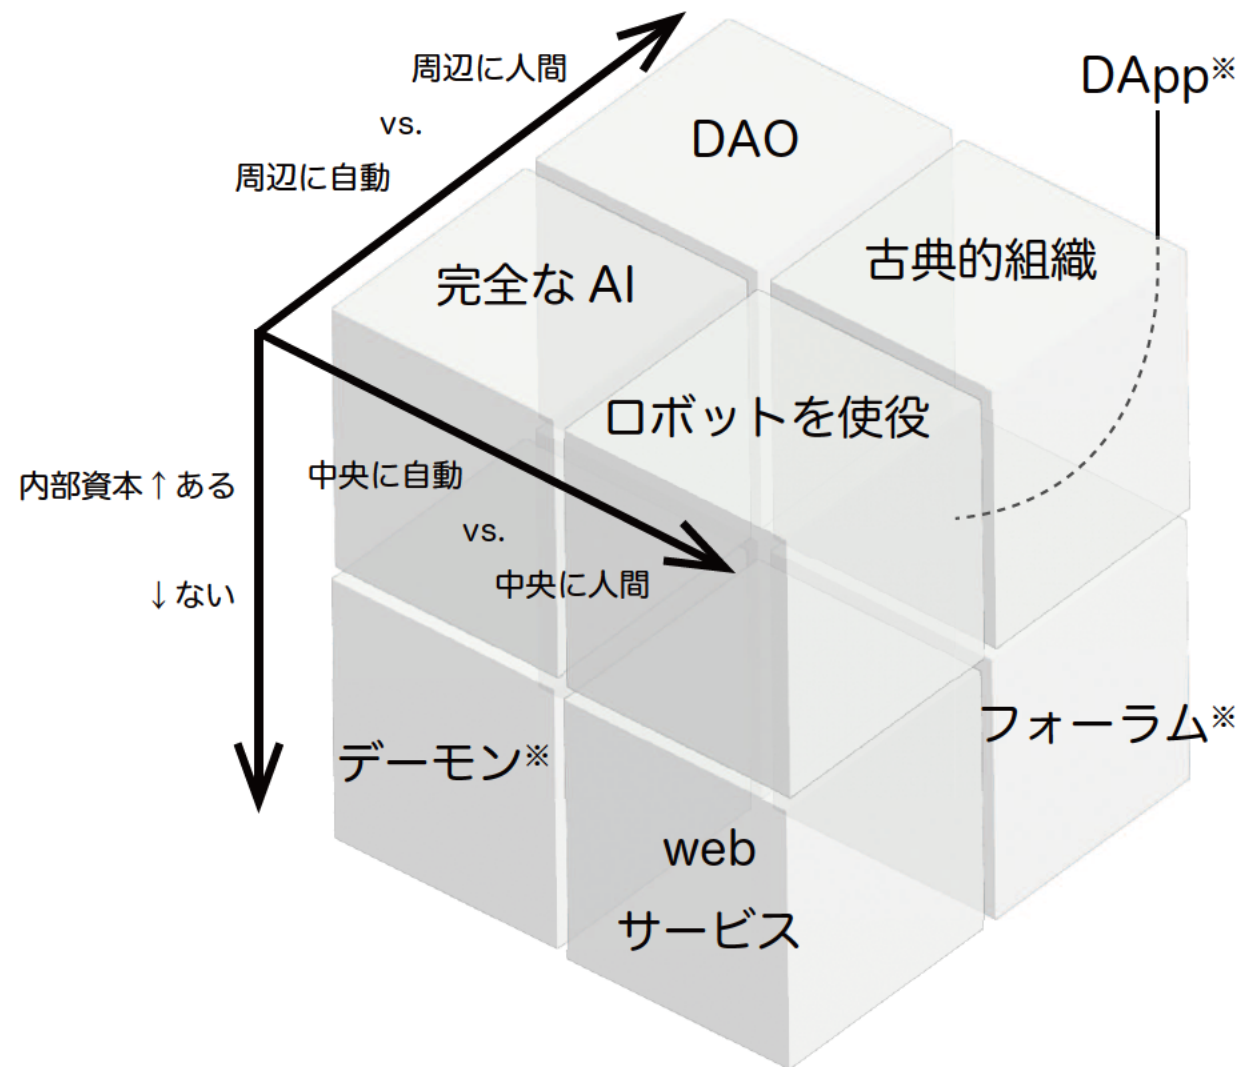 周辺に人間
vs.
周辺に自動
DAO
DApp※
古典的組織
完全な AI
ロボットを使役
内部資本↑ある
↓ない
中央に自動
vs.
中央に人間
デーモン※
フォーラム※
web
サービス